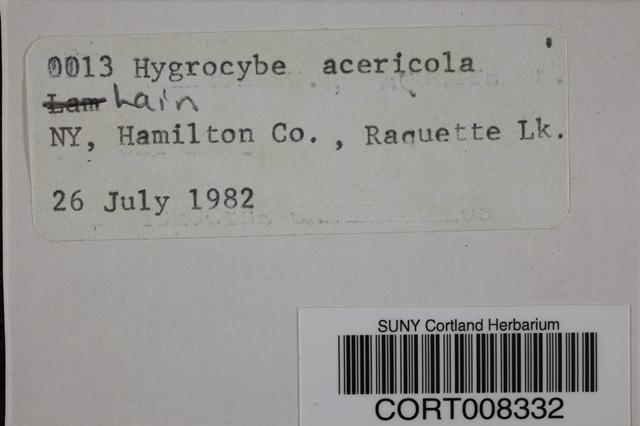 0013 Hygrocybe acericola
Lam Lain
NY, Hamilton Co., Raquette Lk.
26 July 1982
SUNY Cortland Herbarium
CORT008332